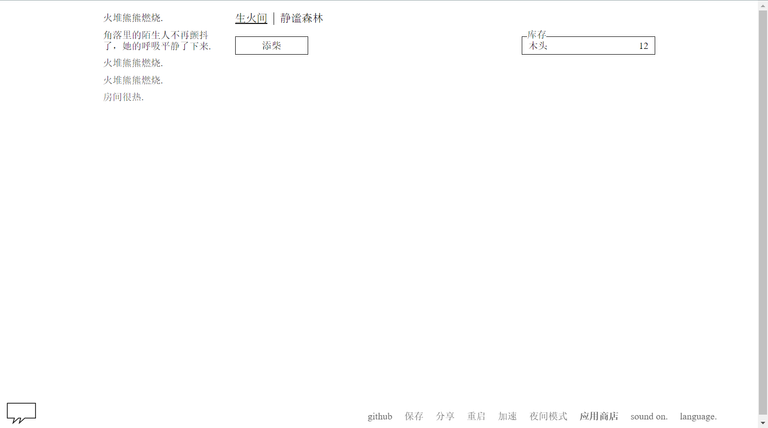 火堆熊熊燃烧.
角落里的陌生人不再颤抖
了，她的呼吸平静了下来.
火堆熊熊燃烧.
火堆熊熊燃烧.
房间很热.
生火间 | 静谧森林
添柴
库存
木头 12
github 保存 分享 重启 加速 夜间模式 应用商店 sound on. language.